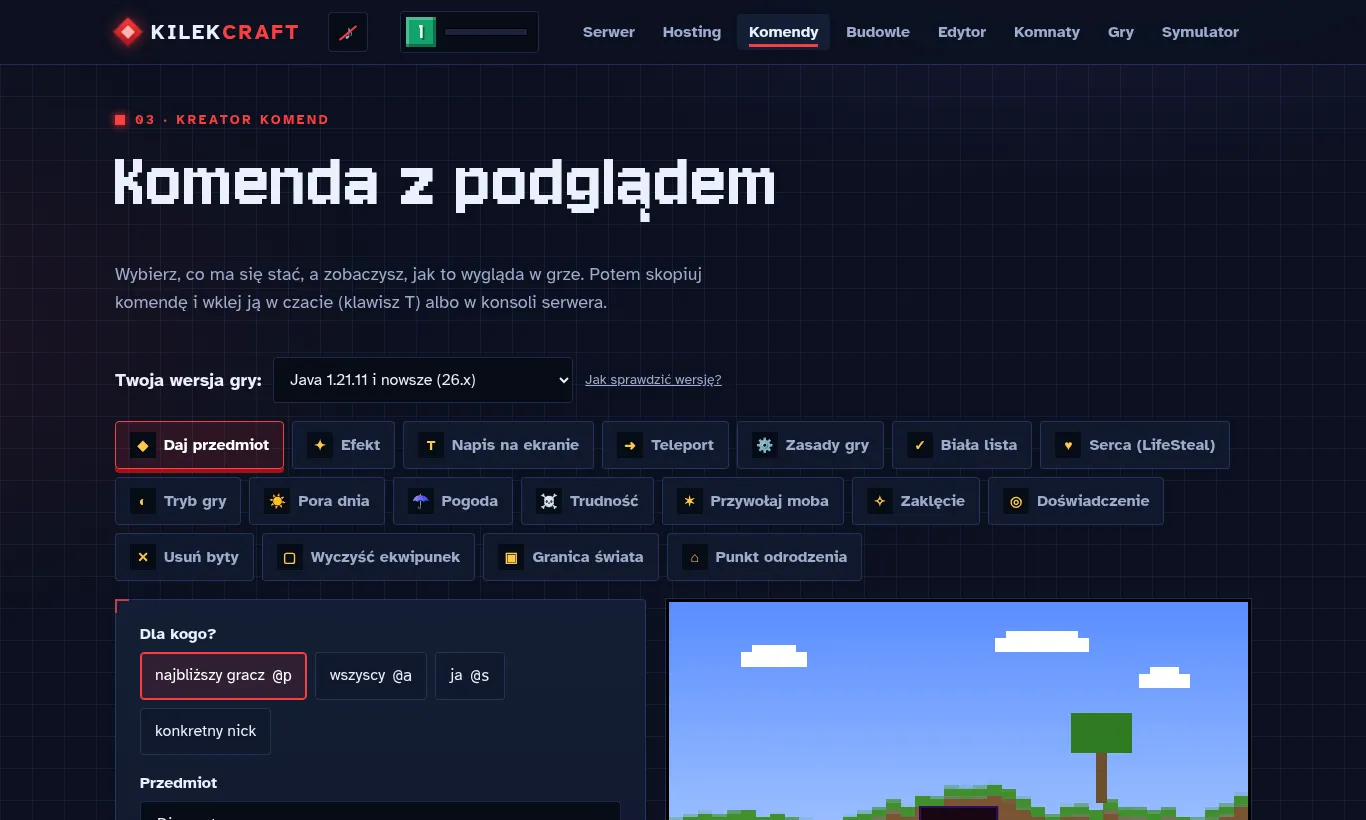 KILEKCRAFT
1
Serwer Hosting Komendy Budowle Edytor Komnaty Gry Symulator
03 · KREATOR KOMEND
Komenda z podglądem
Wybierz, co ma się stać, a zobaczysz, jak to wygląda w grze. Potem skopiuj
komendę i wklej ją w czacie (klawisz T) albo w konsoli serwera.
Twoja wersja gry: Java 1.21.11 i nowsze (26.x) Jak sprawdzić wersję?
Daj przedmiot Efekt T Napis na ekranie Teleport Zasady gry Biała lista Serca (LifeSteal)
Tryb gry Pora dnia Pogoda Trudność Przywołaj moba Zaklęcie Doświadczenie
Usuń byty Wyczyść ekwipunek Granica świata Punkt odrodzenia
Dla kogo?
najbliższy gracz @p wszyscy @a ja @s
konkretny nick
Przedmiot